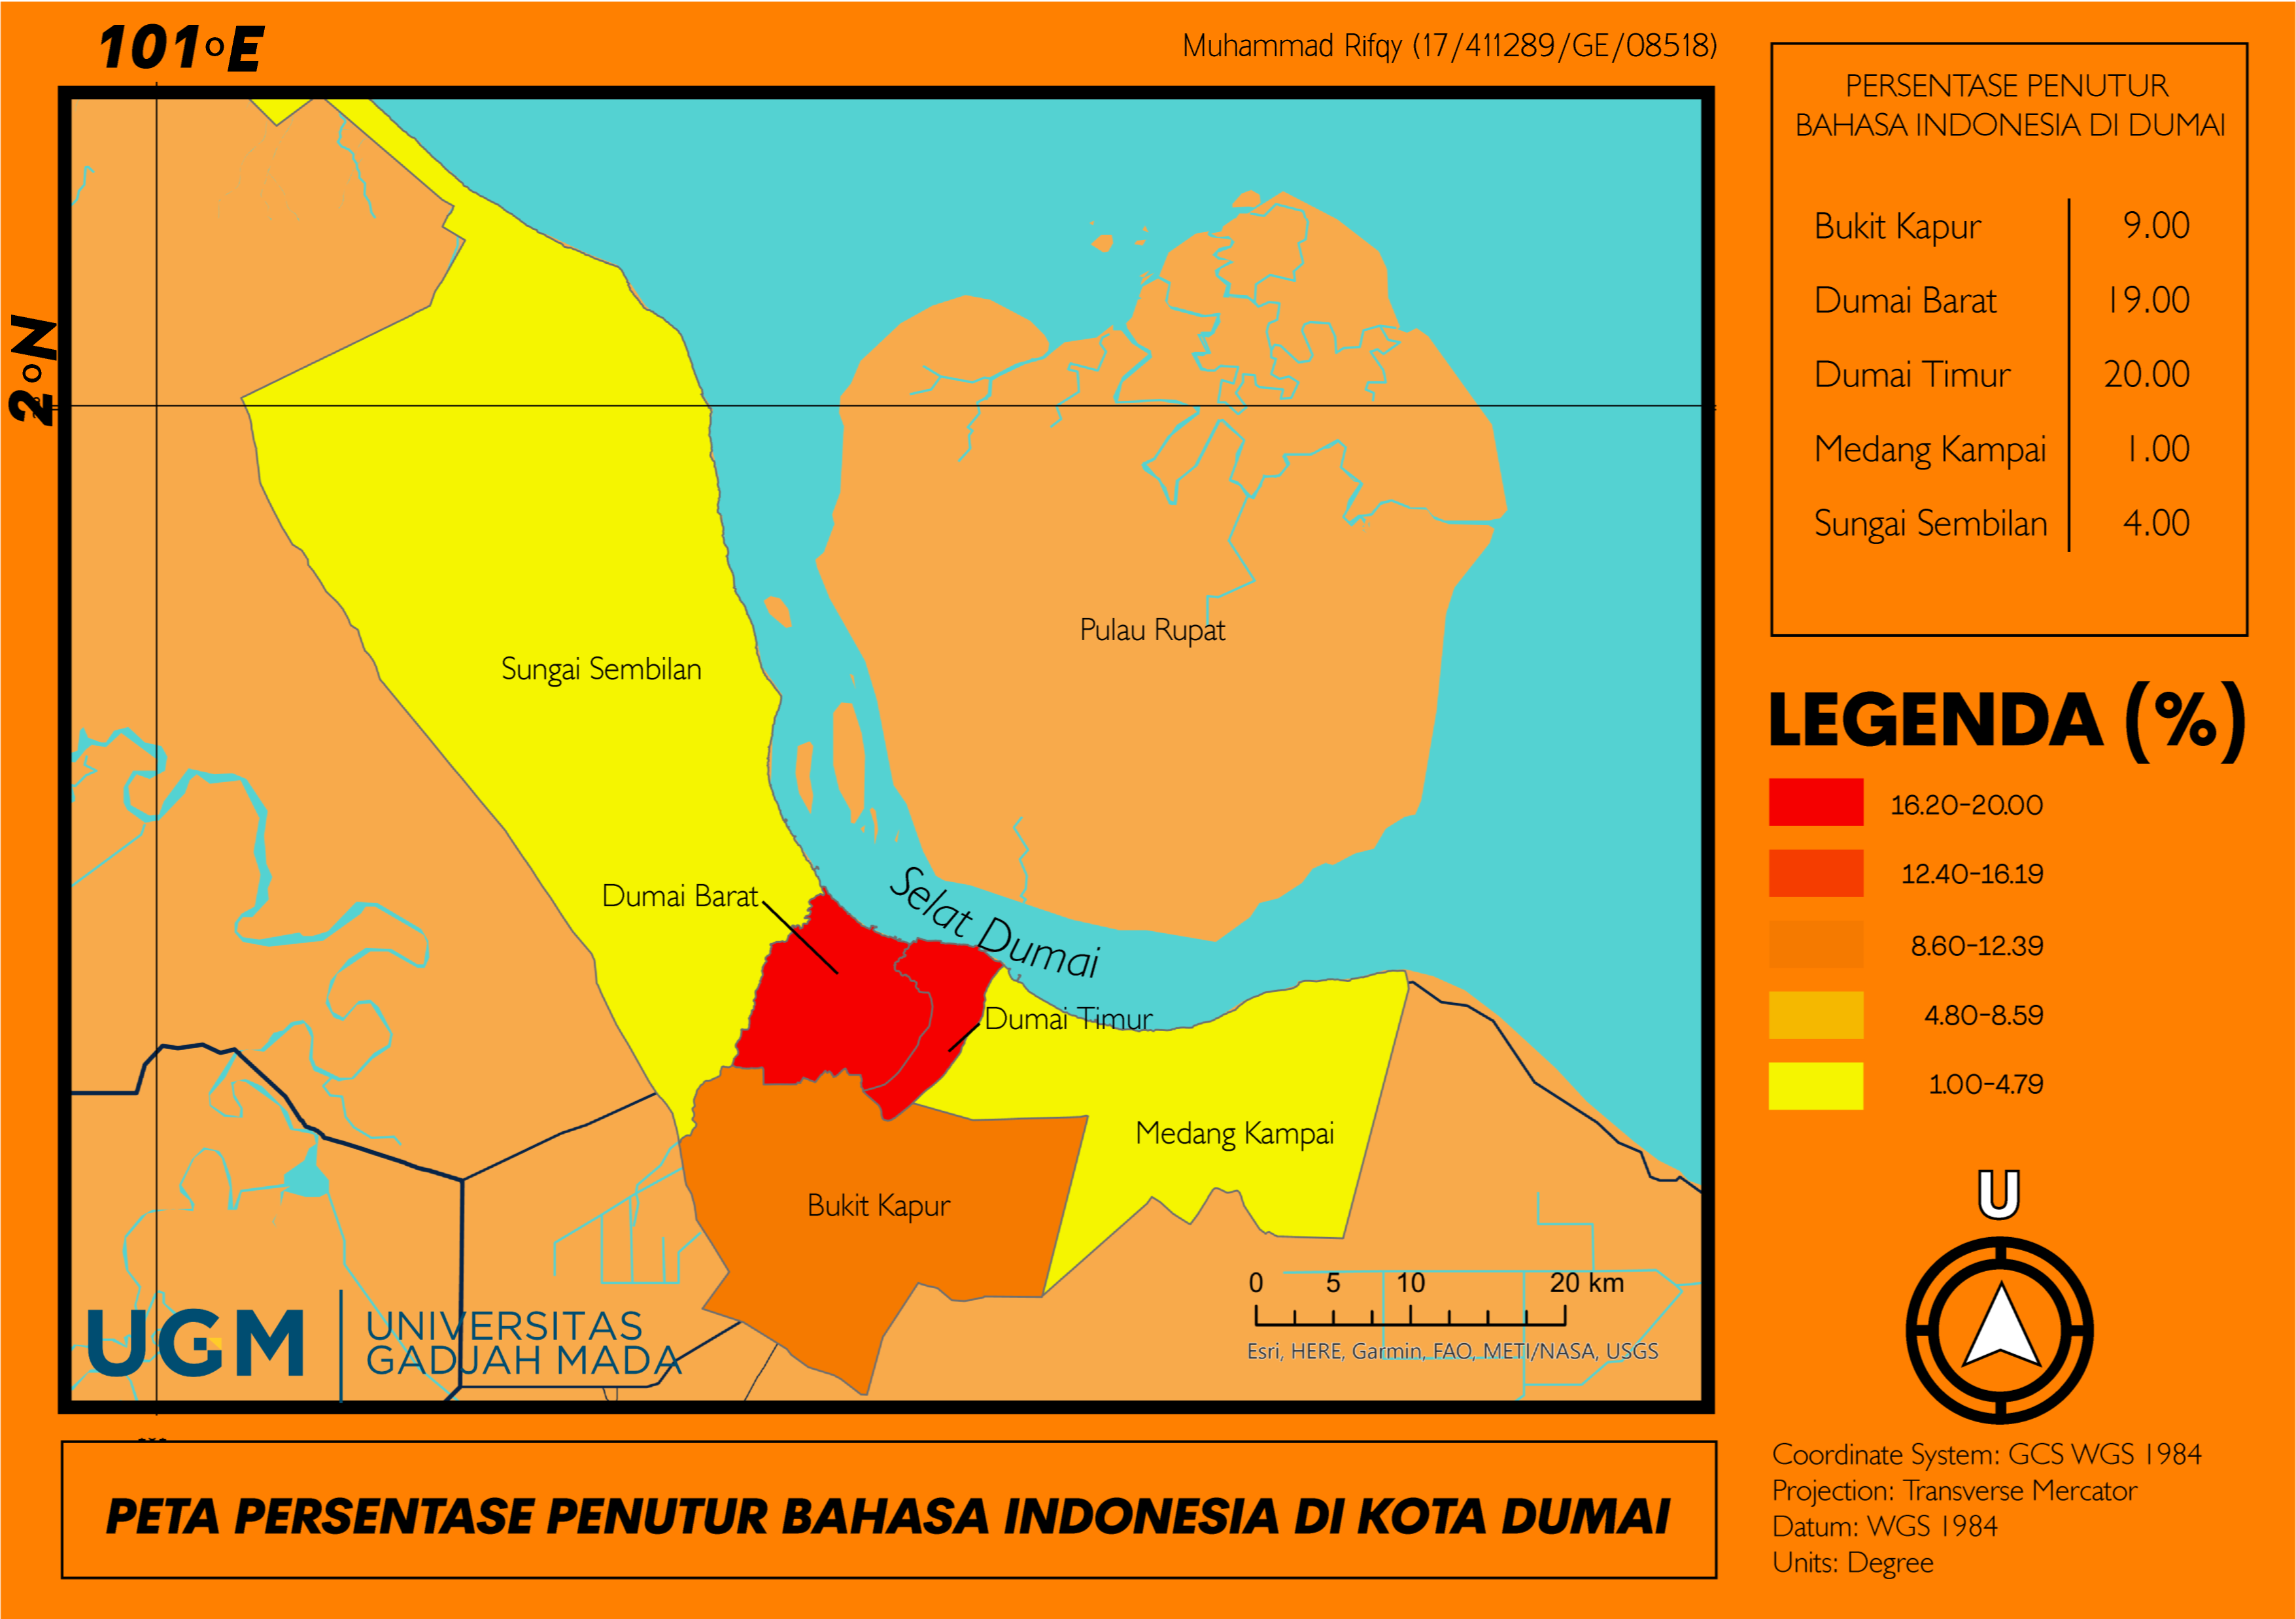 101°E
Muhammad Rifqy (17/411289/GE/08518)
2°N
Sungai Sembilan
Pulau Rupat
Dumai Barat
Selat Dumai
Dumai Timur
Medang Kampai
Bukit Kapur
0 5 10 20 km
Esri, HERE, Garmin, FAO, METI/NASA, USGS
UGM
UNIVERSITAS
GADJAH MADA
PETA PERSENTASE PENUTUR BAHASA INDONESIA DI KOTA DUMAI
PERSENTASE PENUTUR
BAHASA INDONESIA DI DUMAI
Bukit Kapur 9.00
Dumai Barat 19.00
Dumai Timur 20.00
Medang Kampai 1.00
Sungai Sembilan 4.00
LEGENDA (%)
16.20-20.00
12.40-16.19
8.60-12.39
4.80-8.59
1.00-4.79
U
Coordinate System: GCS WGS 1984
Projection: Transverse Mercator
Datum: WGS 1984
Units: Degree